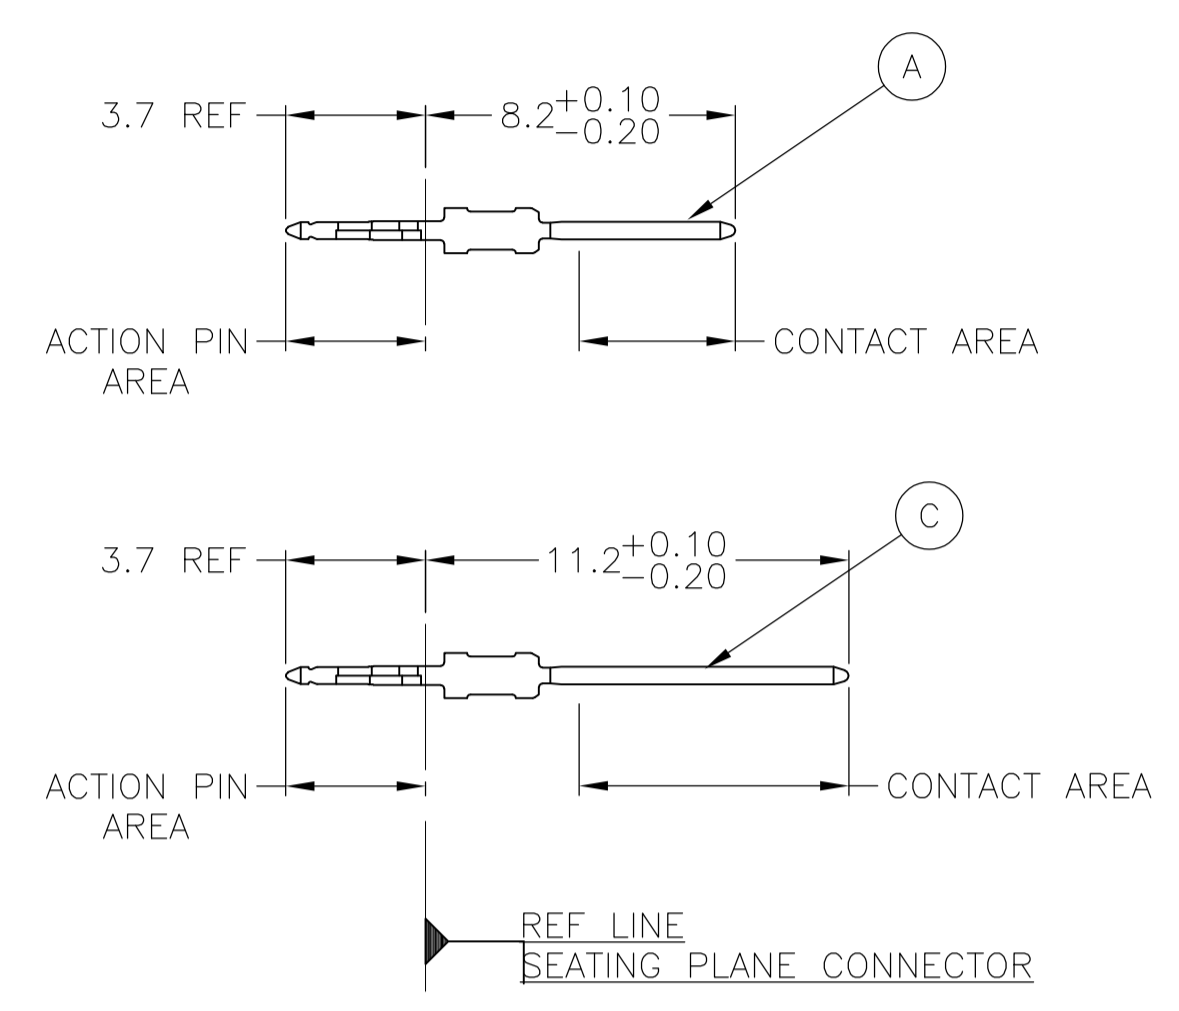 A
3.7 REF
8.2 +0.10
−0.20
ACTION PIN
AREA
CONTACT AREA
C
3.7 REF
11.2 +0.10
−0.20
ACTION PIN
AREA
CONTACT AREA
REF LINE
SEATING PLANE CONNECTOR